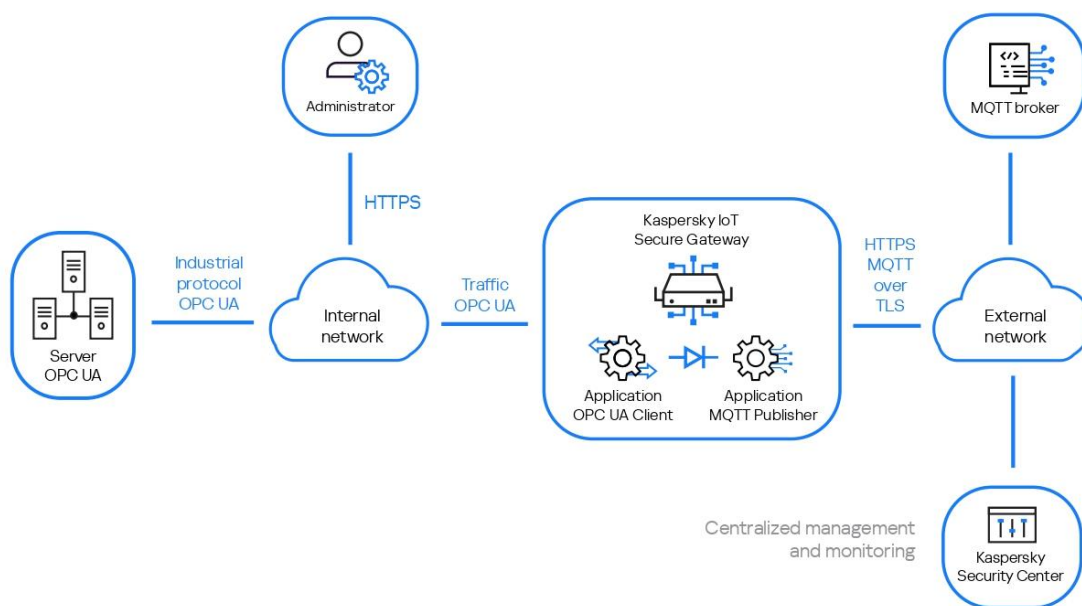 Administrator
MQTT broker
HTTPS
Kaspersky IoT
Secure Gateway
HTTPS
MQTT
over
TLS
Industrial
protocol
OPC UA
Traffic
OPC UA
Internal
network
External
network
Server
OPC UA
Application
OPC UA Client
Application
MQTT Publisher
Centralized management
and monitoring
Kaspersky
Security Center